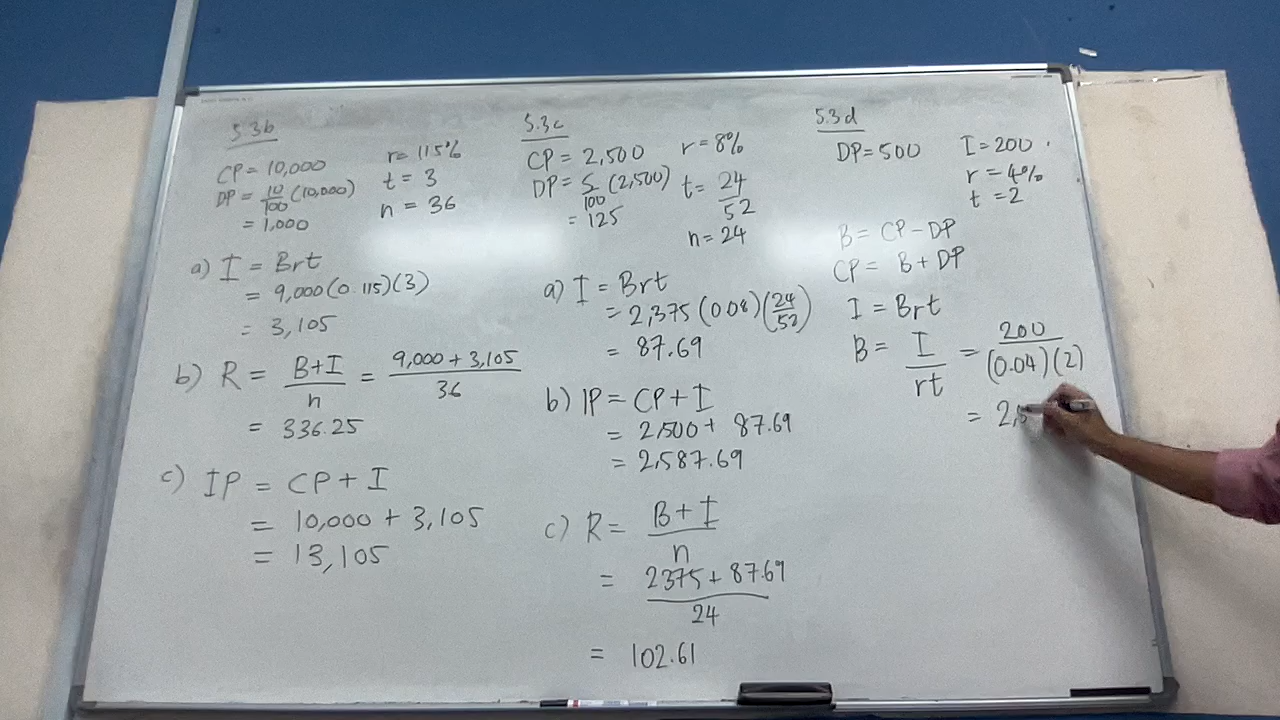 5.3b
CP = 10,000
DP = 10/100 (10,000)
= 1,000
r = 115%
t = 3
n = 36
a) I = Brt
= 9,000(0.115)(3)
= 3,105
b) R = B+I/n = 9,000 + 3,105/36
= 336.25
c) IP = CP + I
= 10,000 + 3,105
= 13,105
5.3c
CP = 2,500
DP = 5/100 (2,500)
= 125
r = 8%
t = 24/52
n = 24
a) I = Brt
= 2,375 (0.08)(24/52)
= 87.69
b) IP = CP + I
= 2,500 + 87.69
= 2,587.69
c) R = B + I/n
= 2375 + 87.69/24
= 102.61
5.3d
DP = 500
I = 200
r = 4%
t = 2
B = CP - DP
CP = B + DP
I = Brt
B = I/rt = 200/(0.04)(2)
= 2,5